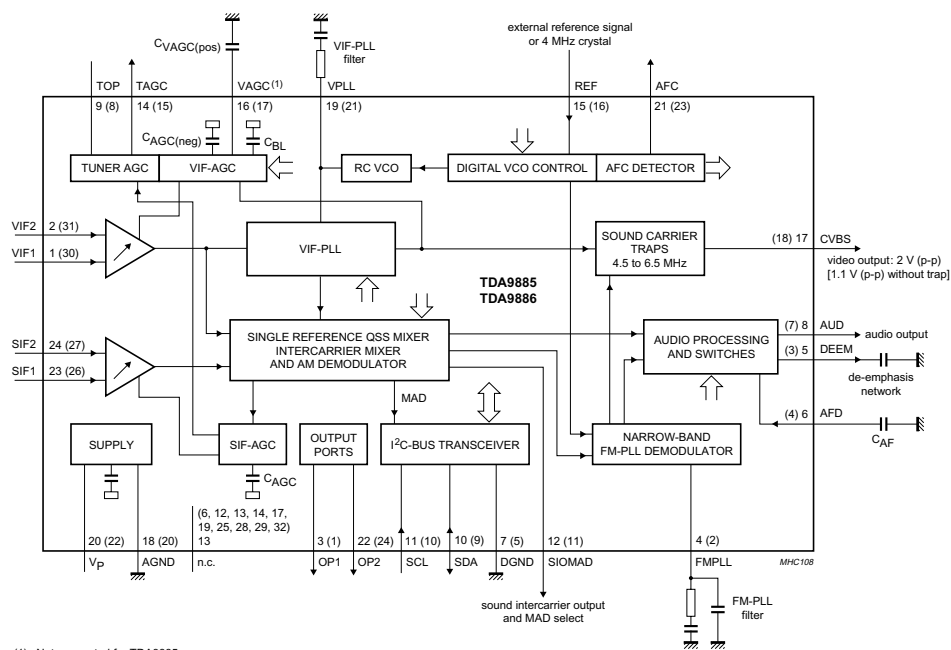 external reference signal
or 4 MHz crystal
CVAGC(pos)
VIF-PLL
filter
TOP
TAGC
VAGC(1)
VPLL
REF
AFC
9 (8)
14 (15)
16 (17)
19 (21)
15 (16)
21 (23)
CAGC(neg)
CBL
TUNER AGC
VIF-AGC
RC VCO
DIGITAL VCO CONTROL
AFC DETECTOR
VIF2
2 (31)
VIF1
1 (30)
VIF-PLL
SOUND CARRIER
TRAPS
4.5 to 6.5 MHz
(18) 17
CVBS
video output: 2 V (p-p)
[1.1 V (p-p) without trap]
TDA9885
TDA9886
SIF2
24 (27)
SIF1
23 (26)
SINGLE REFERENCE QSS MIXER
INTERCARRIER MIXER
AND AM DEMODULATOR
AUDIO PROCESSING
AND SWITCHES
(7) 8
AUD
audio output
(3) 5
DEEM
de-emphasis
network
(4) 6
AFD
CAF
MAD
SUPPLY
SIF-AGC
OUTPUT
PORTS
I2C-BUS TRANSCEIVER
NARROW-BAND
FM-PLL DEMODULATOR
CAGC
(6, 12, 13, 14, 17,
19, 25, 28, 29, 32)
20 (22)
18 (20)
13
3 (1)
22 (24)
11 (10)
10 (9)
7 (5)
12 (11)
4 (2)
VP
AGND
n.c.
OP1
OP2
SCL
SDA
DGND
SIOMAD
FMPLL
MHC108
sound intercarrier output
and MAD select
FM-PLL
filter